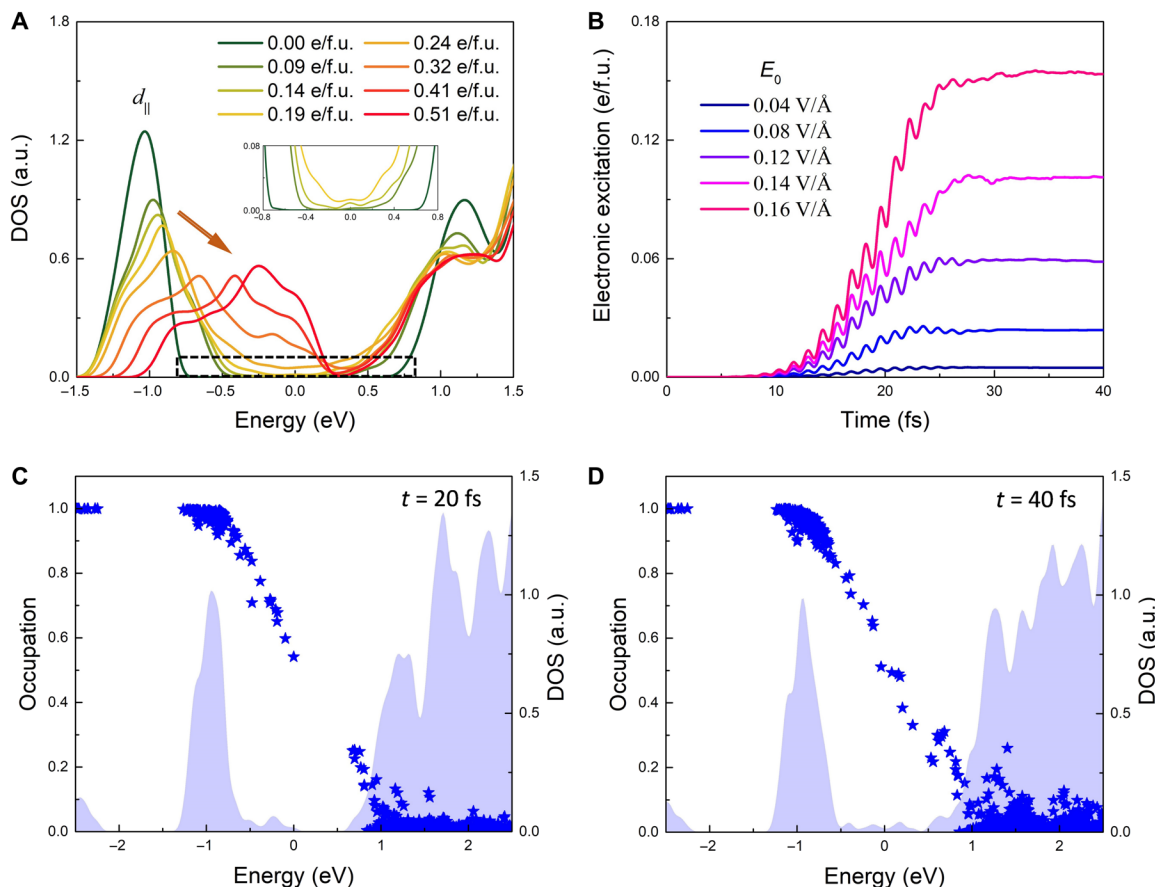 A
1.8
1.2
0.6
0.0
DOS (a.u.)
d||
0.00 e/f.u.
0.09 e/f.u.
0.14 e/f.u.
0.19 e/f.u.
0.24 e/f.u.
0.32 e/f.u.
0.41 e/f.u.
0.51 e/f.u.
0.08
0.00
−0.8 −0.4 0.0 0.4 0.8
−1.5 −1.0 −0.5 0.0 0.5 1.0 1.5
Energy (eV)
B
0.18
0.12
0.06
0.00
Electronic excitation (e/f.u.)
E0
0.04 V/Å
0.08 V/Å
0.12 V/Å
0.14 V/Å
0.16 V/Å
0 10 20 30 40
Time (fs)
C
t = 20 fs
1.0
0.8
0.6
0.4
0.2
0.0
Occupation
1.5
1.0
0.5
0.0
DOS (a.u.)
−2 −1 0 1 2
Energy (eV)
D
t = 40 fs
1.0
0.8
0.6
0.4
0.2
0.0
Occupation
1.5
1.0
0.5
0.0
DOS (a.u.)
−2 −1 0 1 2
Energy (eV)